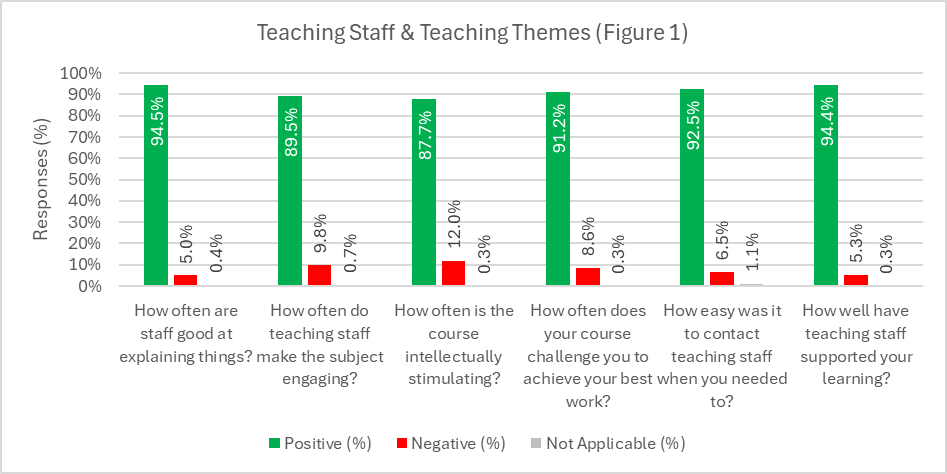 Teaching Staff & Teaching Themes (Figure 1)
Responses (%)
100%
90%
80%
70%
60%
50%
40%
30%
20%
10%
0%
94.5%
5.0%
0.4%
89.5%
9.8%
0.7%
87.7%
12.0%
0.3%
91.2%
8.6%
0.3%
92.5%
6.5%
1.1%
94.4%
5.3%
0.3%
How often are
staff good at
explaining things?
How often do
teaching staff
make the subject
engaging?
How often is the
course
intellectually
stimulating?
How often does
your course
challenge you to
achieve your best
work?
How easy was it
to contact
teaching staff
when you needed
to?
How well have
teaching staff
supported your
learning?
Positive (%)
Negative (%)
Not Applicable (%)